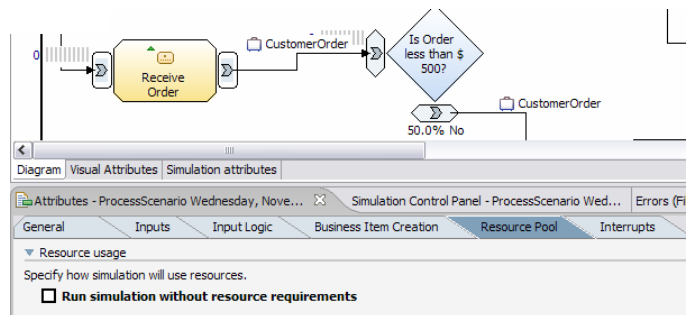 0
Receive
Order
CustomerOrder
Is Order
less than $
500?
CustomerOrder
50.0% No
Diagram Visual Attributes Simulation attributes
Attributes - ProcessScenario Wednesday, Nove... Simulation Control Panel - ProcessScenario Wed... Errors (Fi
General Inputs Input Logic Business Item Creation Resource Pool Interrupts
Resource usage
Specify how simulation will use resources.
Run simulation without resource requirements